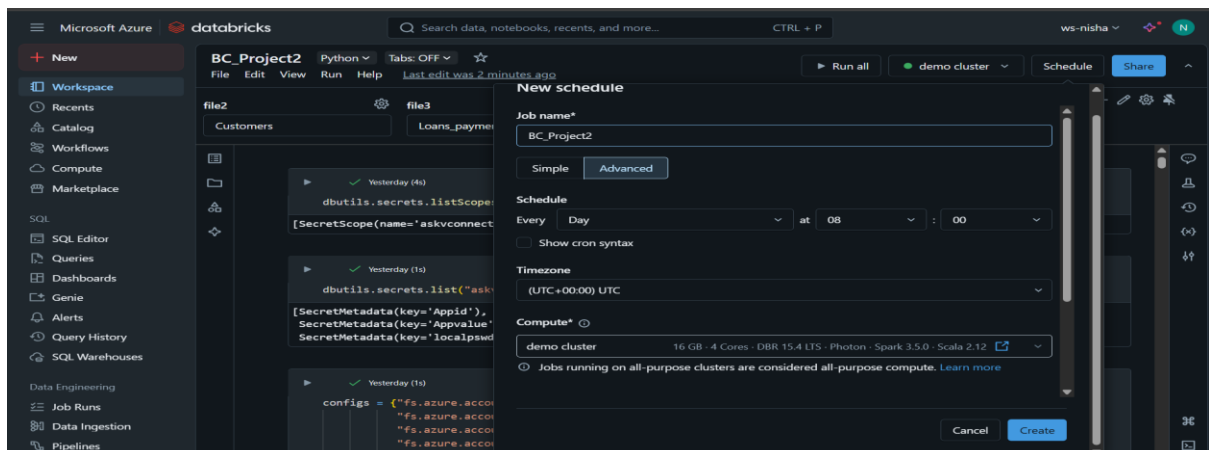 Microsoft Azure databricks Search data, notebooks, recents, and more... CTRL + P ws-nisha N
New
Workspace
Recents
Catalog
Workflows
Compute
Marketplace
SQL
SQL Editor
Queries
Dashboards
Genie
Alerts
Query History
SQL Warehouses
Data Engineering
Job Runs
Data Ingestion
Pipelines
BC_Project2 Python Tabs: OFF
File Edit View Run Help Last edit was 2 minutes ago
Run all demo cluster Schedule Share
file2 file3
Customers Loans_payme
Yesterday (4s)
dbutils.secrets.listScope
[SecretScope(name='askvconnect
Yesterday (1s)
dbutils.secrets.list("ask
[SecretMetadata(key='Appid'),
SecretMetadata(key='Appvalue'
SecretMetadata(key='localpswd
Yesterday (1s)
configs = {"fs.azure.acco
"fs.azure.acco
"fs.azure.acco
"fs.azure.acco
New schedule
Job name*
BC_Project2
Simple Advanced
Schedule
Every Day at 08 : 00
Show cron syntax
Timezone
(UTC+00:00) UTC
Compute*
demo cluster 16 GB · 4 Cores · DBR 15.4 LTS · Photon · Spark 3.5.0 · Scala 2.12
Jobs running on all-purpose clusters are considered all-purpose compute. Learn more
Cancel Create